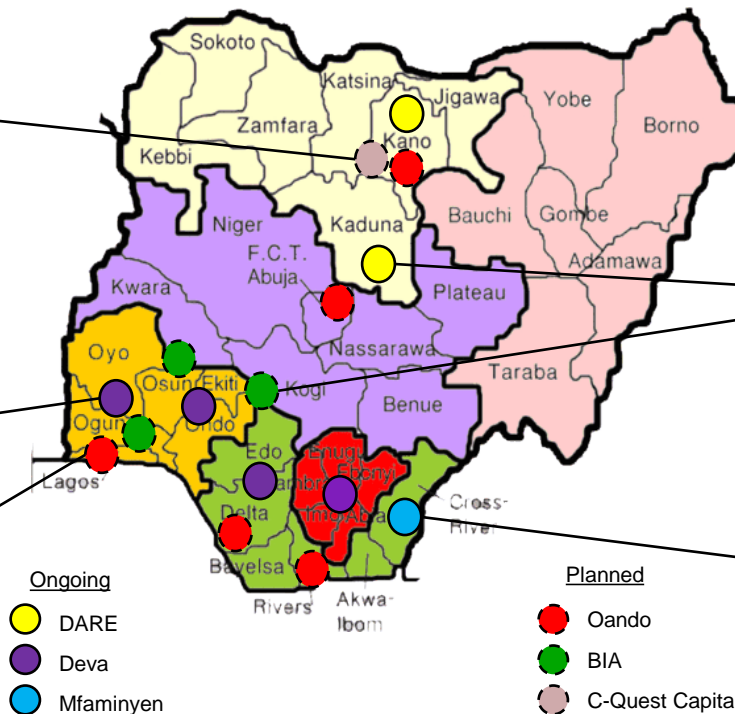 Sokoto
Katsina
Jigawa
Yobe
Borno
Zamfara
Kano
Kebbi
Bauchi
Gombe
Niger
Kaduna
F.C.T.
Abuja
Adamawa
Kwara
Plateau
Nassarawa
Oyo
Taraba
Osun
Ekiti
Kogi
Benue
Ogun
Ondo
Edo
Enugu
Ebonyi
Lagos
Delta
Imo
Abia
Cross-
River
Bayelsa
Rivers
Akwa-
Ibom
Ongoing
DARE
Deva
Mfaminyen
Planned
Oando
BIA
C-Quest Capita